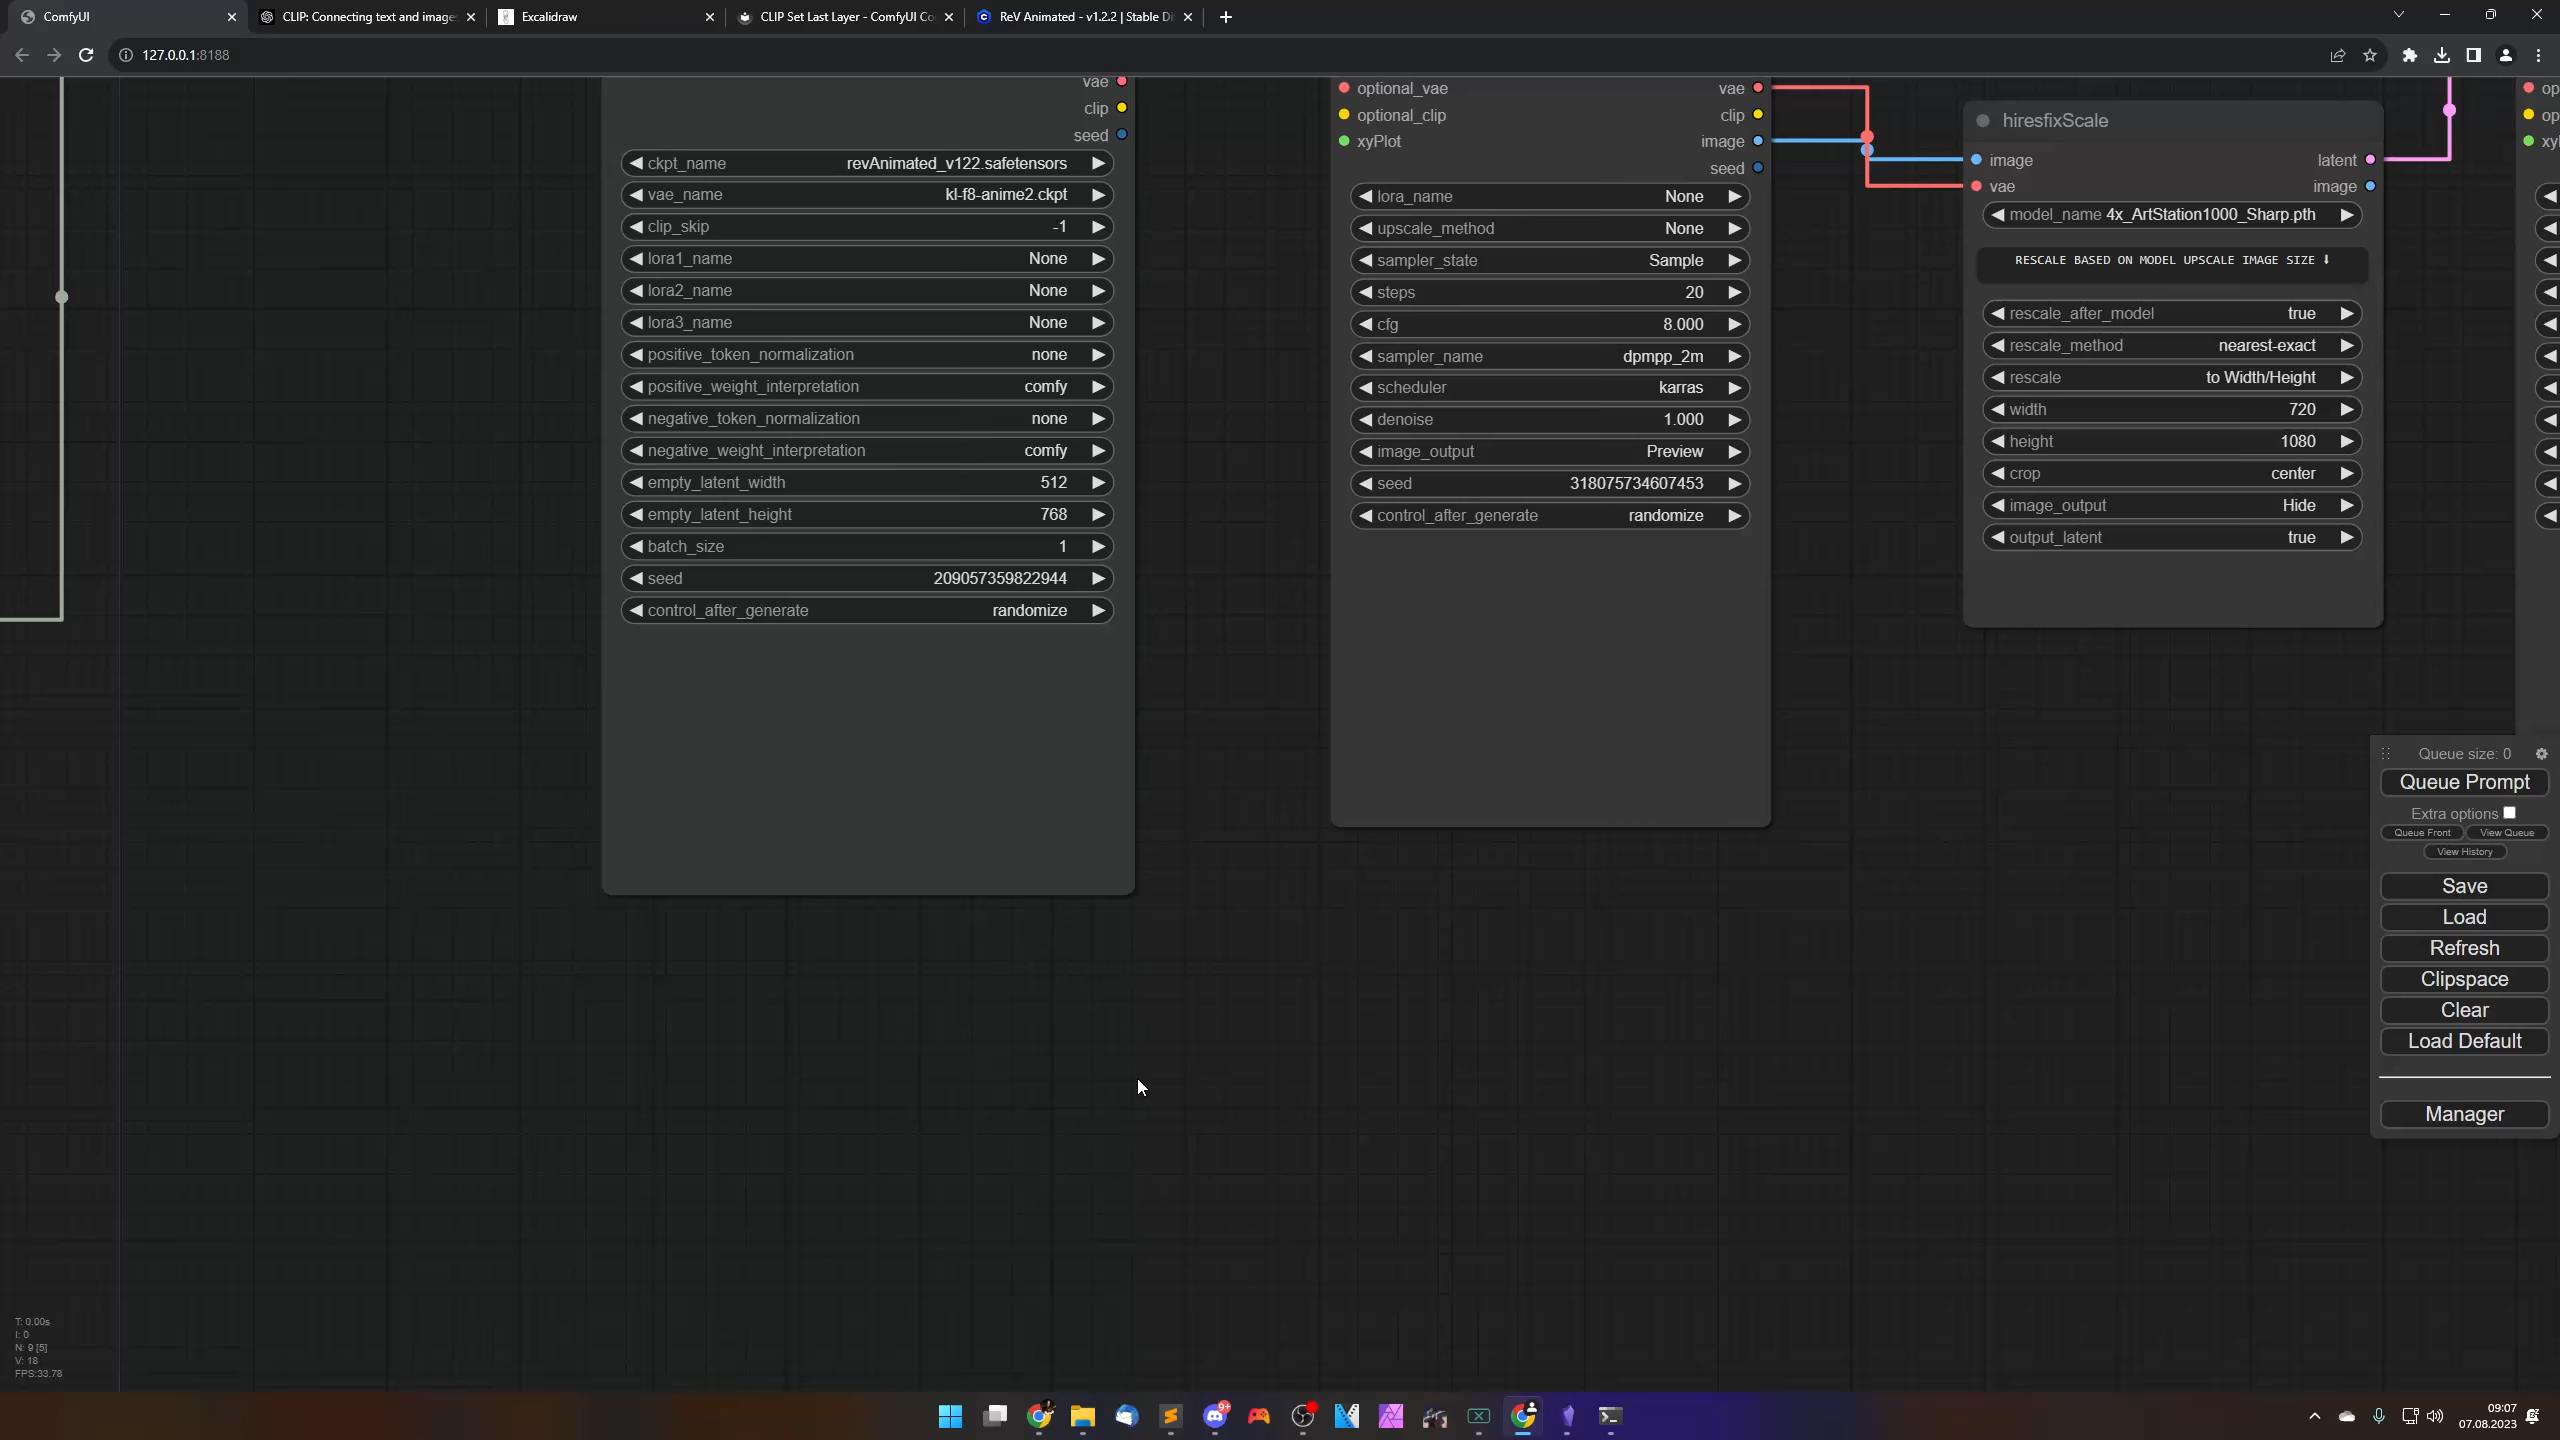 ComfyUI
CLIP: Connecting text and image
Excalidraw
CLIP Set Last Layer - ComfyUI Co
ReV Animated - v1.2.2 | Stable Di
127.0.0.1:8188
vae
clip
seed
ckpt_name revAnimated_v122.safetensors
vae_name kl-f8-anime2.ckpt
clip_skip -1
lora1_name None
lora2_name None
lora3_name None
positive_token_normalization none
positive_weight_interpretation comfy
negative_token_normalization none
negative_weight_interpretation comfy
empty_latent_width 512
empty_latent_height 768
batch_size 1
seed 209057359822944
control_after_generate randomize
optional_vae vae
optional_clip clip
xyPlot image
seed
lora_name None
upscale_method None
sampler_state Sample
steps 20
cfg 8.000
sampler_name dpmpp_2m
scheduler karras
denoise 1.000
image_output Preview
seed 318075734607453
control_after_generate randomize
hiresfixScale
image latent
vae image
model_name 4x_ArtStation1000_Sharp.pth
RESCALE BASED ON MODEL UPSCALE IMAGE SIZE ⬇
rescale_after_model true
rescale_method nearest-exact
rescale to Width/Height
width 720
height 1080
crop center
image_output Hide
output_latent true
op
op
xyl
Queue size: 0
Queue Prompt
Extra options
Queue Front View Queue
View History
Save
Load
Refresh
Clipspace
Clear
Load Default
Manager
T: 0.00s
I: 0
N: 9 [5]
V: 18
FPS:33.78
9+
09:07
07.08.2023